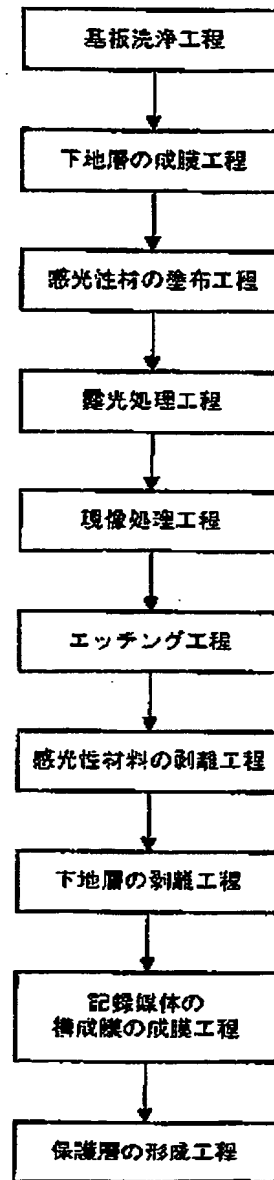 基板洗浄工程
下地層の成膜工程
感光性材の塗布工程
露光処理工程
現像処理工程
エッチング工程
感光性材料の剥離工程
下地層の剥離工程
記録媒体の
構成膜の成膜工程
保護層の形成工程